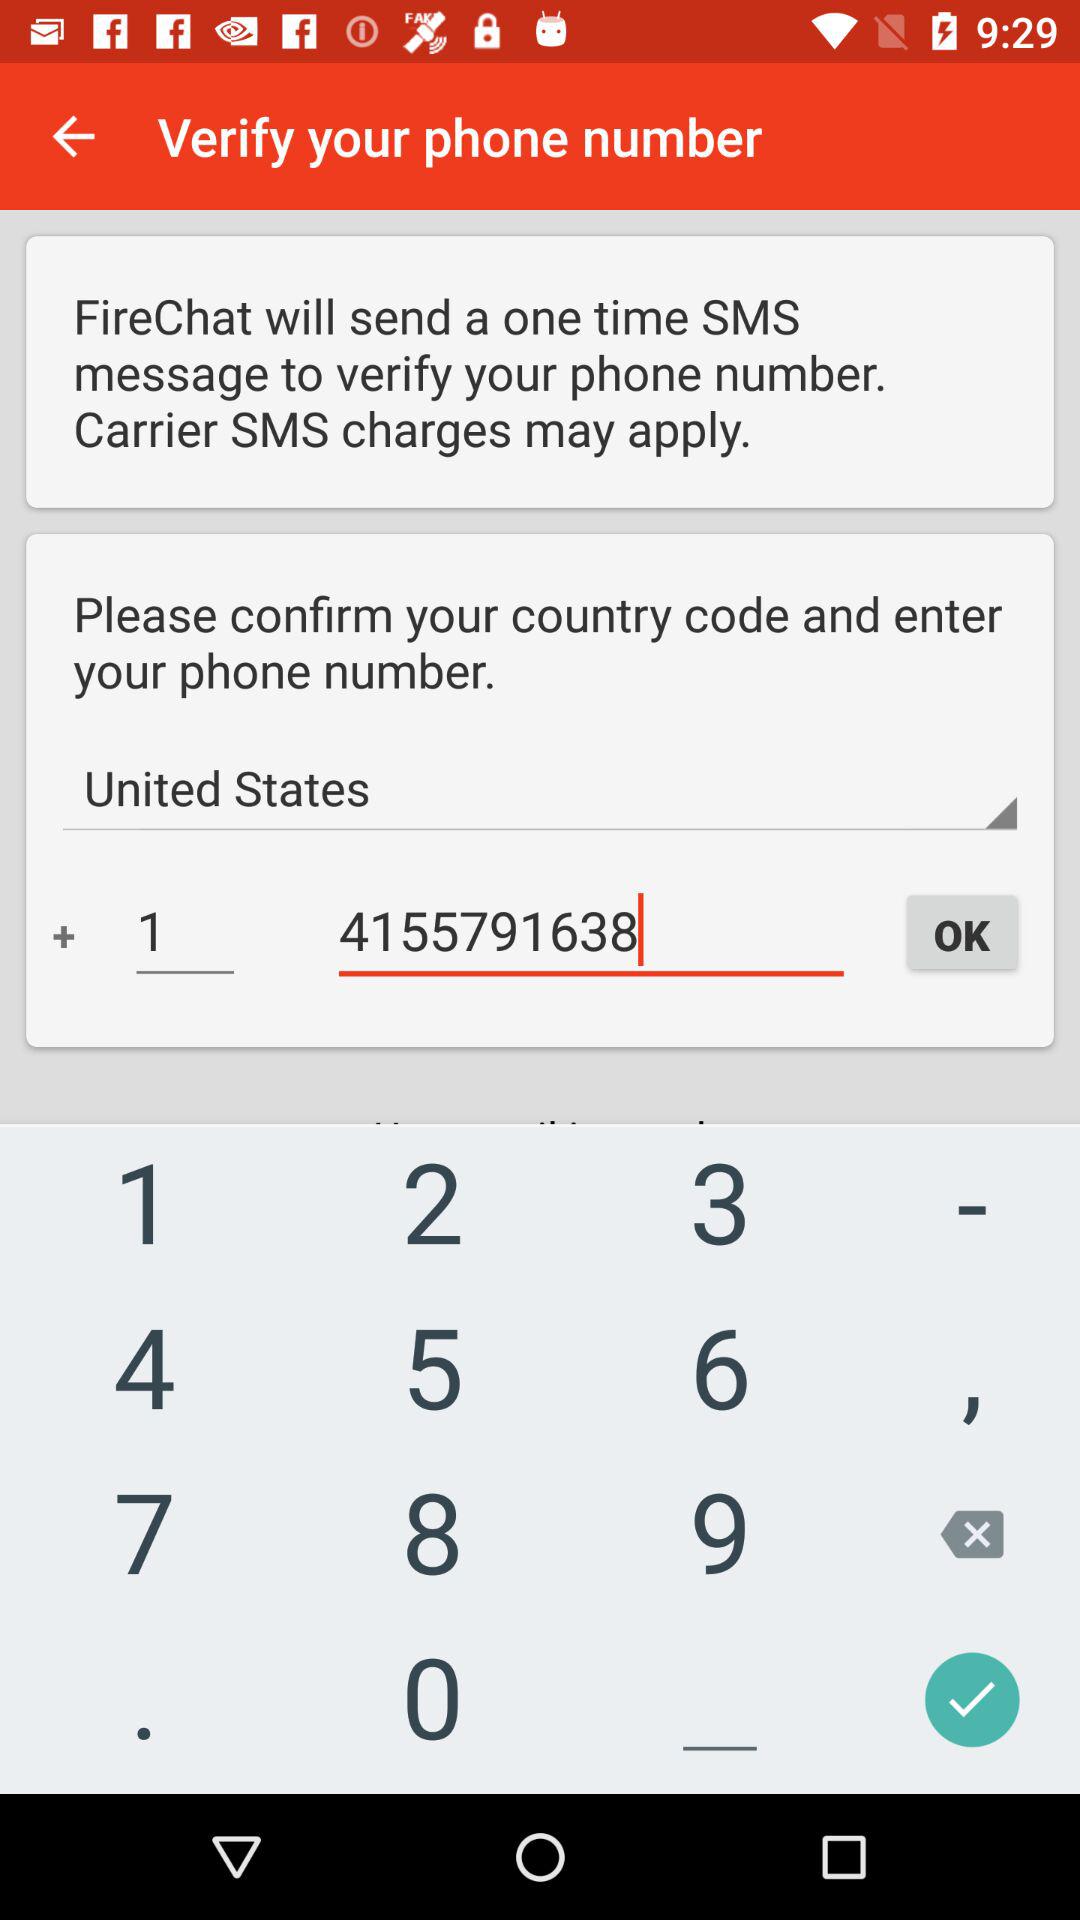 FAKE
9:29
Verify your phone number
FireChat will send a one time SMS
message to verify your phone number.
Carrier SMS charges may apply.
Please confirm your country code and enter
your phone number.
United States
+ 1 4155791638 OK
1 2 3 -
4 5 6 ,
7 8 9
. 0 _